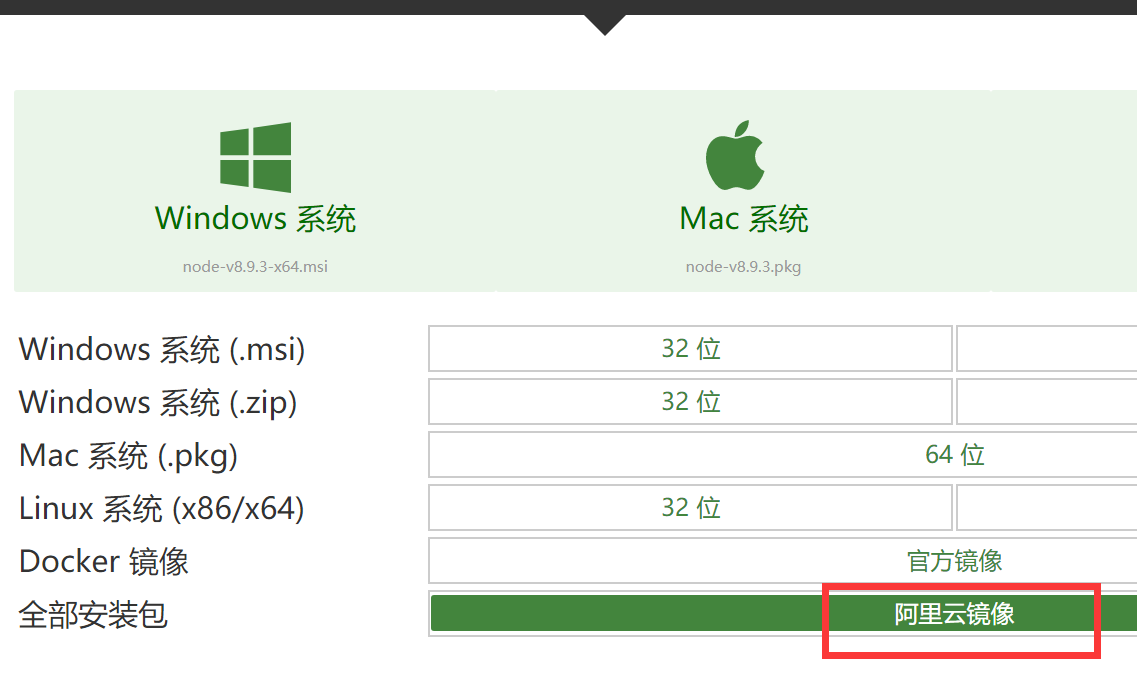 Windows 系统
Mac 系统
node-v8.9.3-x64.msi
node-v8.9.3.pkg
Windows 系统 (.msi)
32 位
Windows 系统 (.zip)
32 位
Mac 系统 (.pkg)
64 位
Linux 系统 (x86/x64)
32 位
Docker 镜像
官方镜像
全部安装包
阿里云镜像